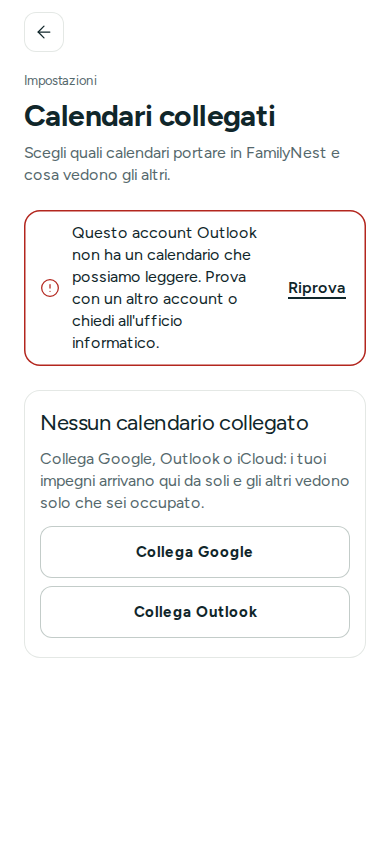 Impostazioni
Calendari collegati
Scegli quali calendari portare in FamilyNest e
cosa vedono gli altri.
Questo account Outlook
non ha un calendario che
possiamo leggere. Prova
con un altro account o
chiedi all'ufficio
informatico.
Riprova
Nessun calendario collegato
Collega Google, Outlook o iCloud: i tuoi
impegni arrivano qui da soli e gli altri vedono
solo che sei occupato.
Collega Google
Collega Outlook